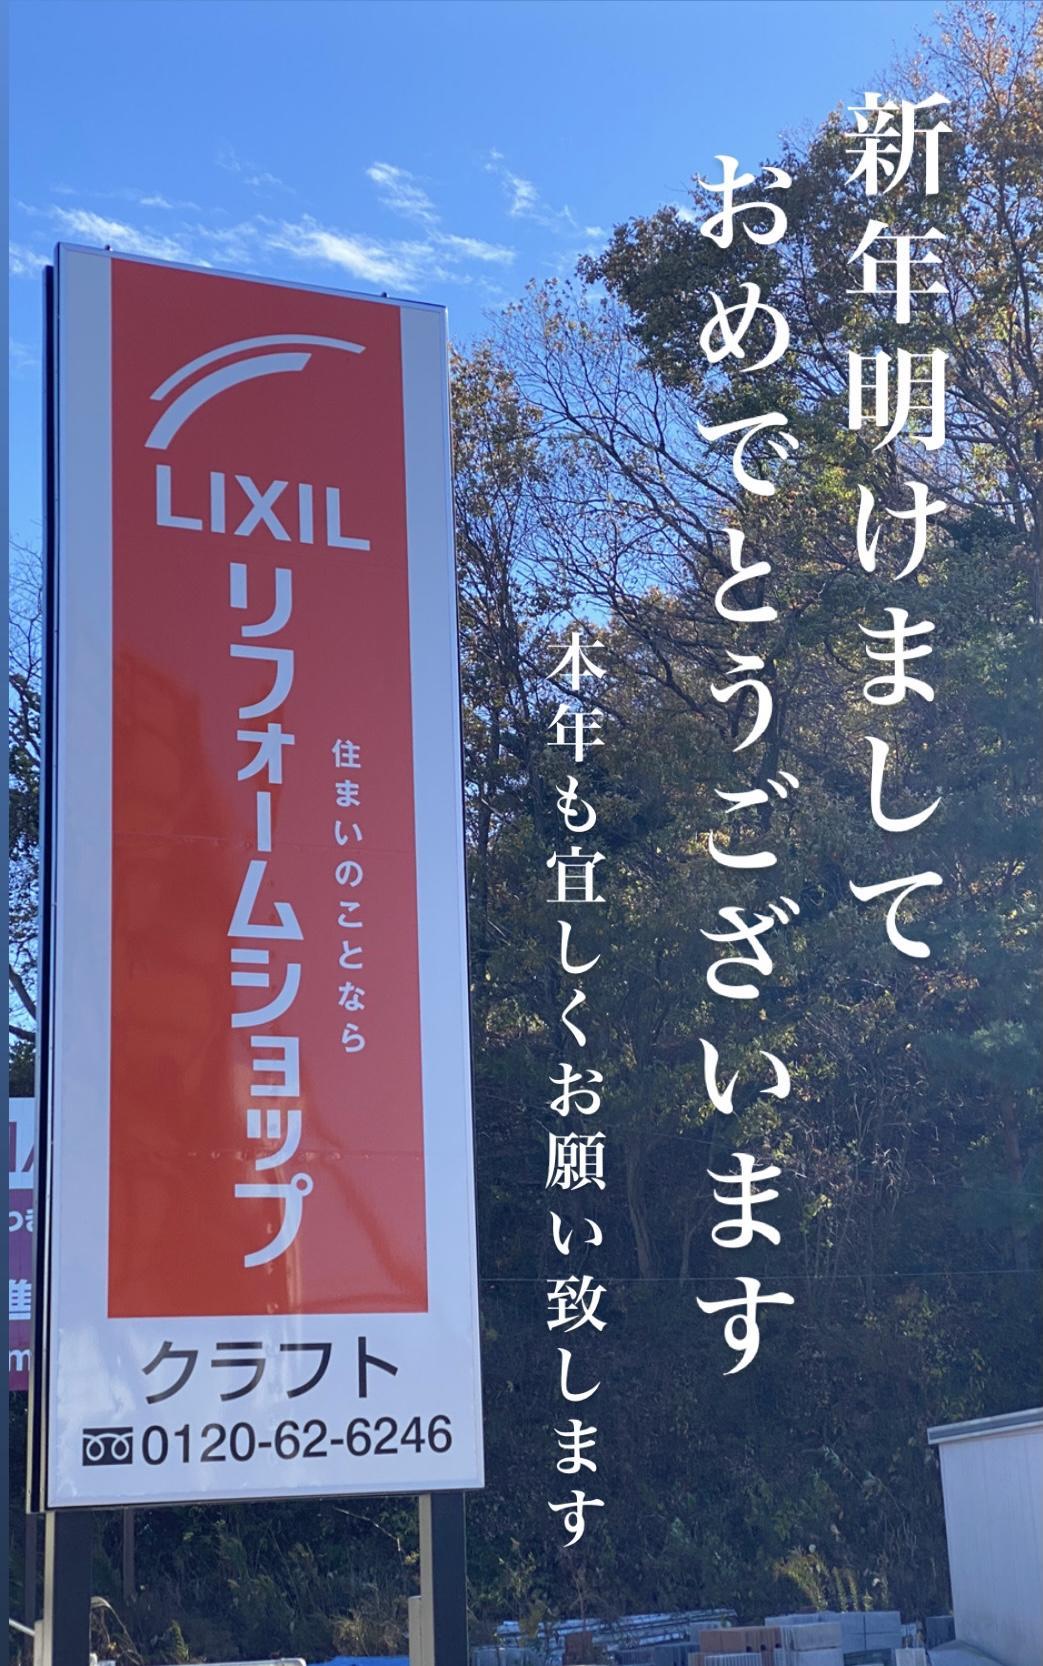 新年明けまして
おめでとうございます
本年も宜しくお願い致します
LIXIL
リフォームショップ
住まいのことなら
クラフト
0120-62-6246